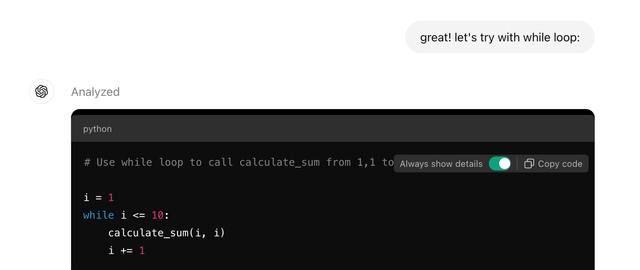 great! let's try with while loop:
Analyzed
python
# Use while loop to call calculate_sum from 1,1 to
Always show details
Copy code
i = 1
while i <= 10:
    calculate_sum(i, i)
    i += 1